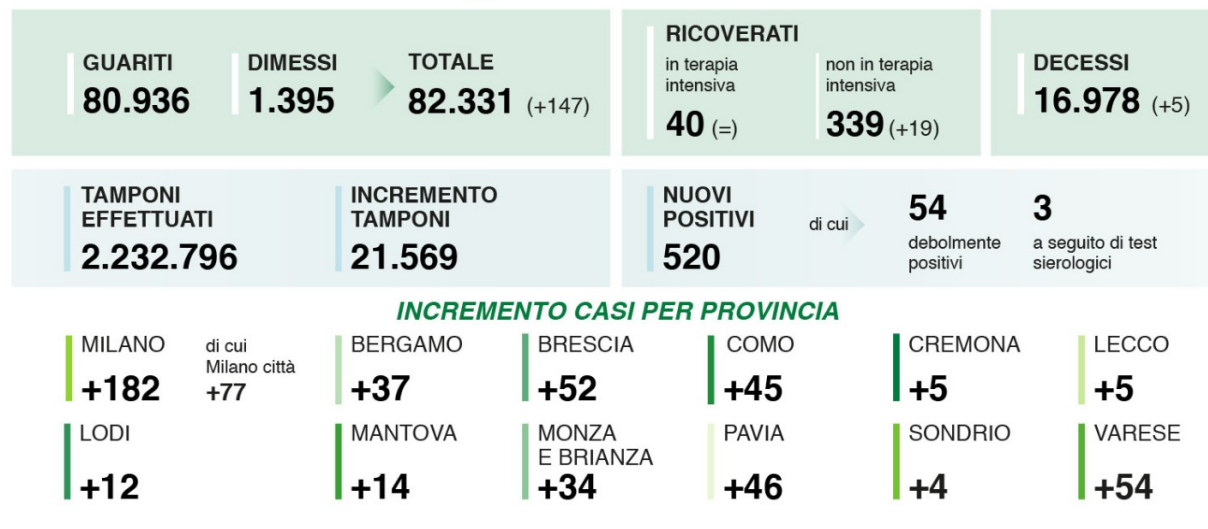 GUARITI
80.936
DIMESSI
1.395
TOTALE
82.331 (+147)
RICOVERATI
in terapia
intensiva
40 (=)
non in terapia
intensiva
339 (+19)
DECESSI
16.978 (+5)
TAMPONI
EFFETTUATI
2.232.796
INCREMENTO
TAMPONI
21.569
NUOVI
POSITIVI
520
di cui
54
debolmente
positivi
3
a seguito di test
sierologici
INCREMENTO CASI PER PROVINCIA
MILANO
+182
di cui
Milano città
+77
BERGAMO
+37
BRESCIA
+52
COMO
+45
CREMONA
+5
LECCO
+5
LODI
+12
MANTOVA
+14
MONZA
E BRIANZA
+34
PAVIA
+46
SONDRIO
+4
VARESE
+54